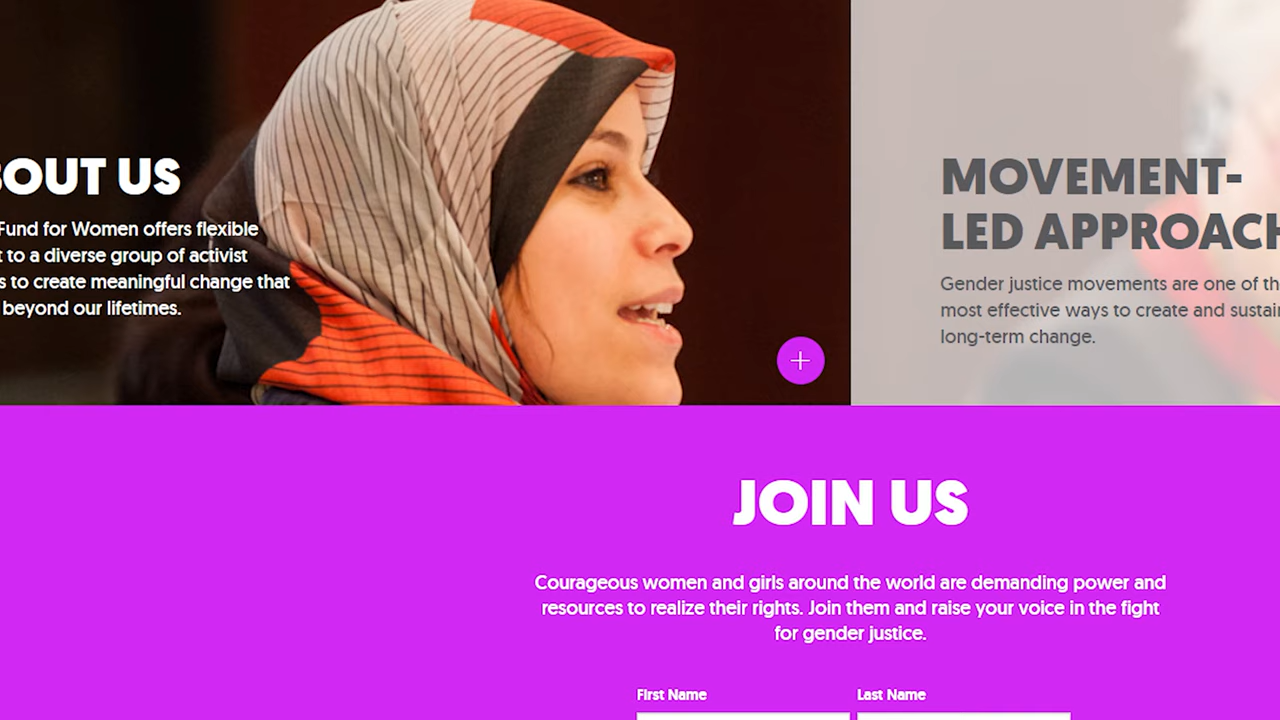 BOUT US
Fund for Women offers flexible
to a diverse group of activist
to create meaningful change that
beyond our lifetimes.
MOVEMENT-
LED APPROACH
Gender justice movements are one of th
most effective ways to create and sustain
long-term change.
JOIN US
Courageous women and girls around the world are demanding power and
resources to realize their rights. Join them and raise your voice in the fight
for gender justice.
First Name Last Name